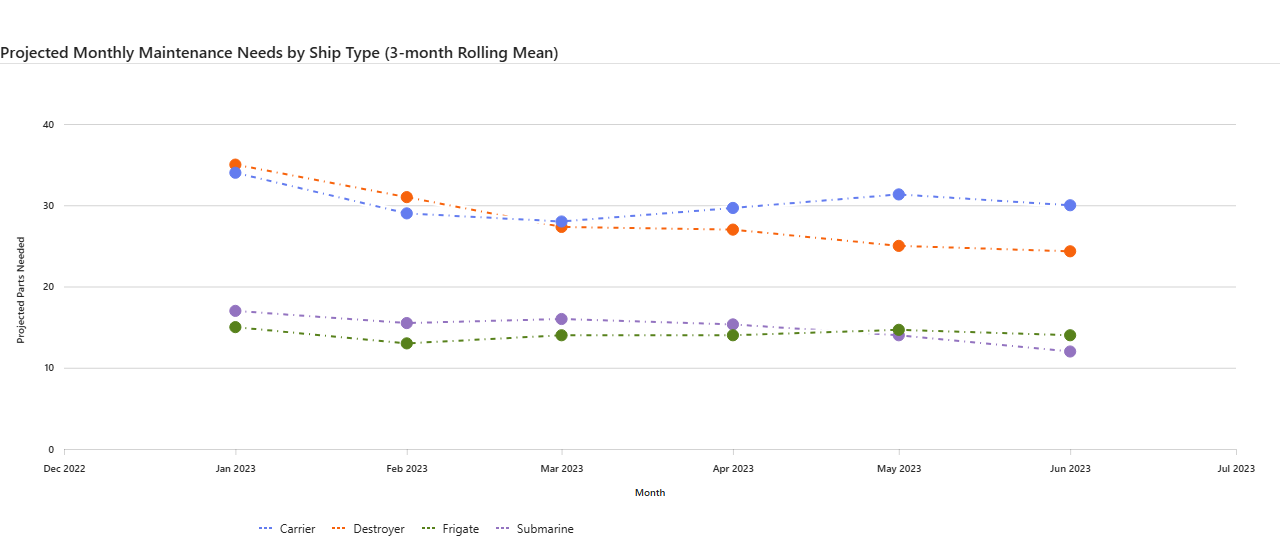 Projected Monthly Maintenance Needs by Ship Type (3-month Rolling Mean)
40
30
20
10
0
Projected Parts Needed
Dec 2022 Jan 2023 Feb 2023 Mar 2023 Apr 2023 May 2023 Jun 2023 Jul 2023
Month
Carrier Destroyer Frigate Submarine